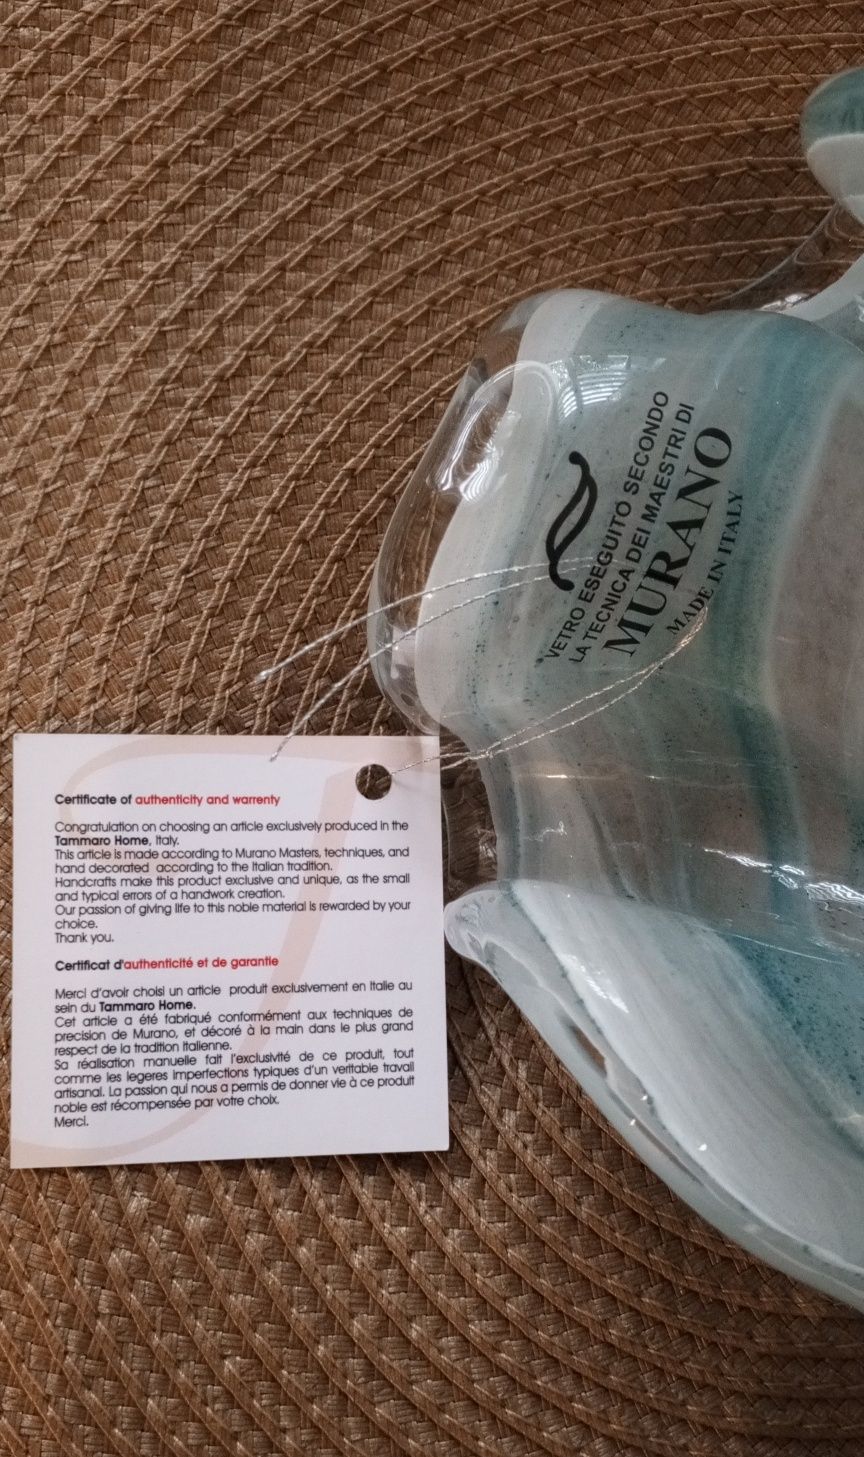 VETRO ESEGUITO SECONDO
LA TECNICA DEI MAESTRI DI
MURANO
MADE IN ITALY
Certificate of authenticity and warrenty
Congratulation on choosing an article exclusively produced in the
Tammaro Home, Italy.
This article is made according to Murano Masters, techniques, and
hand decorated according to the Italian tradition.
Handcrafts make this product exclusive and unique, as the small
and typical errors of a handwork creation.
Our passion of giving life to this noble material is rewarded by your
choice.
Thank you.
Certificat d'authenticité et de garantie
Merci d'avoir choisi un article produit exclusivement en Italie au
sein du Tammaro Home.
Cet article a été fabriqué conformément aux techniques de
precision de Murano, et décoré à la main dans le plus grand
respect de la tradition Italienne.
Sa réalisation manuelle fait l'exclusivité de ce produit, tout
comme les legeres imperfections typiques d'un veritable travail
artisanal. La passion qui nous a permis de donner vie à ce produit
noble est récompensée par votre choix.
Merci.